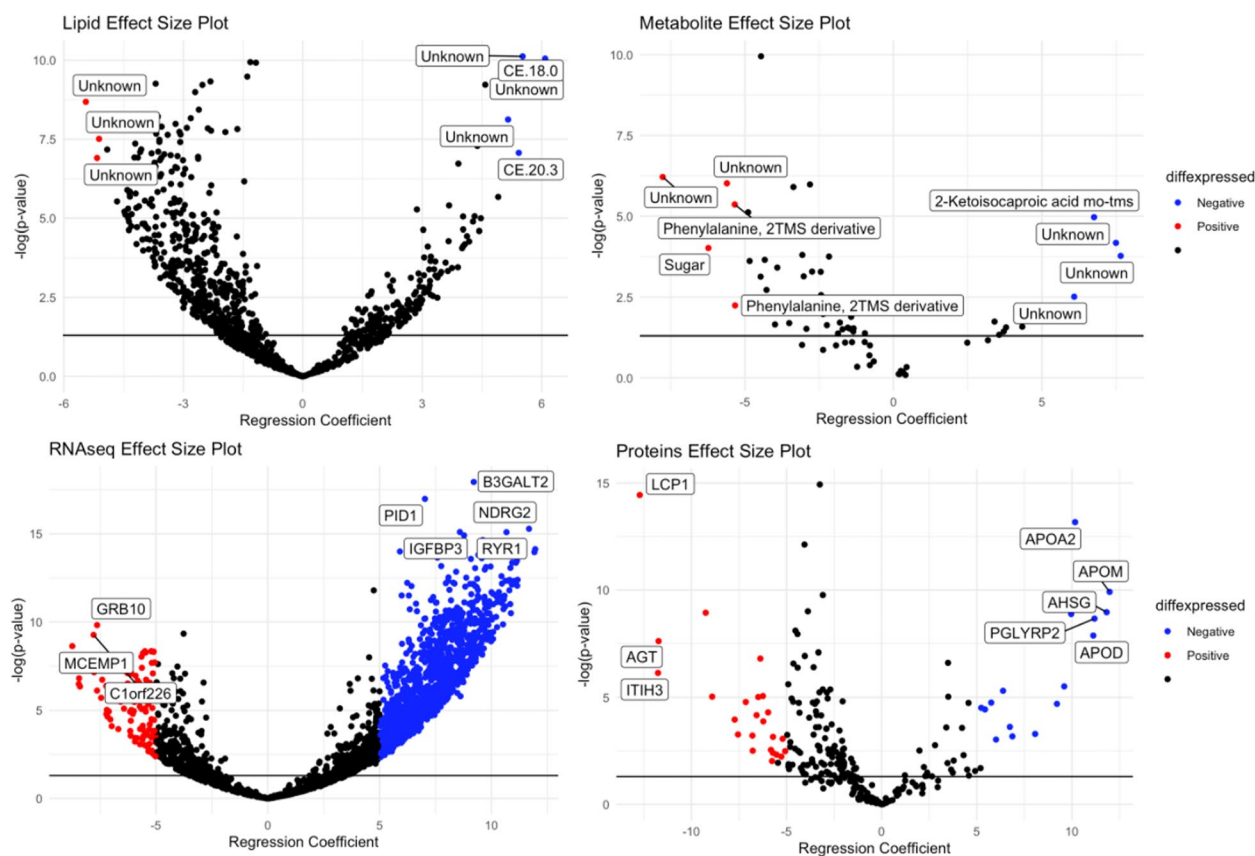 Lipid Effect Size Plot
10.0
7.5
5.0
2.5
0.0
-log(p-value)
Unknown
Unknown
Unknown
Unknown
CE.18.0
Unknown
Unknown
CE.20.3
-6
-3
0
3
6
Regression Coefficient
Metabolite Effect Size Plot
10.0
7.5
5.0
2.5
0.0
-log(p-value)
Unknown
Unknown
Phenylalanine, 2TMS derivative
Sugar
Phenylalanine, 2TMS derivative
2-Ketoisocaproic acid mo-tms
Unknown
Unknown
Unknown
-5
0
5
Regression Coefficient
diffexpressed
Negative
Positive
RNAseq Effect Size Plot
15
10
5
0
-log(p-value)
B3GALT2
PID1
NDRG2
IGFBP3
RYR1
GRB10
MCEMP1
C1orf226
-5
0
5
10
Regression Coefficient
Proteins Effect Size Plot
15
10
5
0
-log(p-value)
LCP1
APOA2
APOM
AHSG
PGLYRP2
APOD
AGT
ITIH3
-10
-5
0
5
10
Regression Coefficient
diffexpressed
Negative
Positive